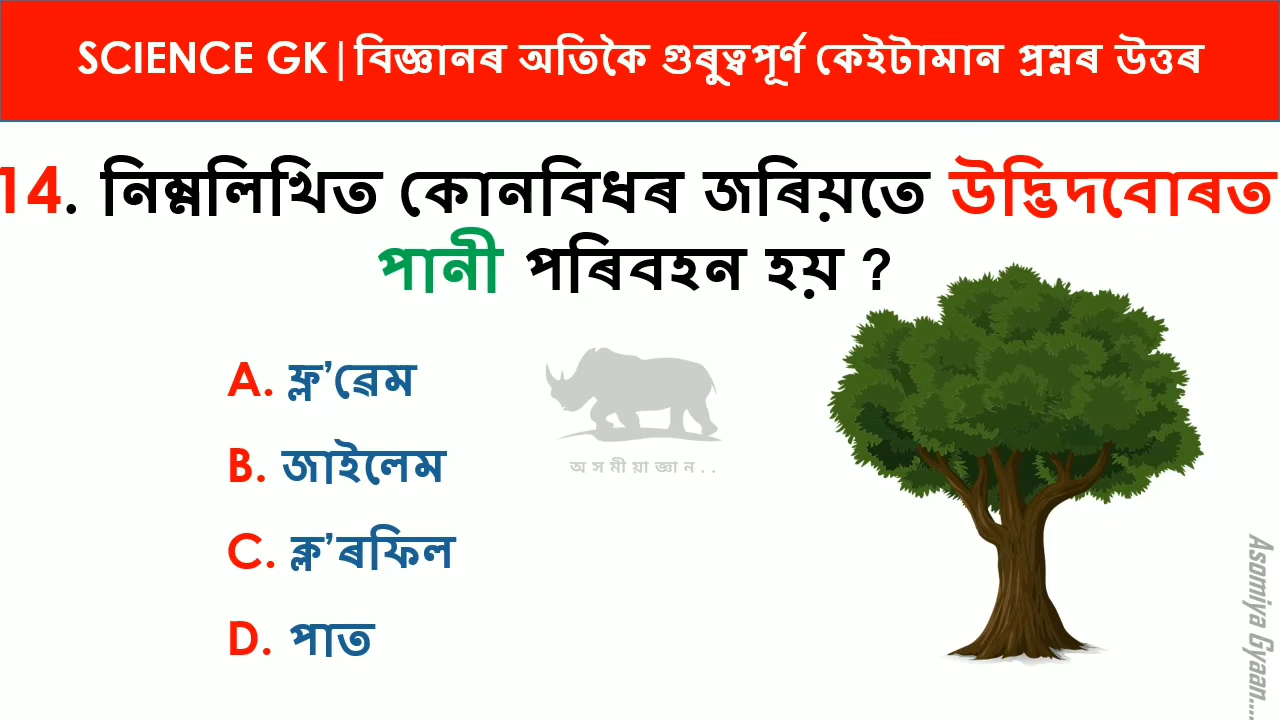 SCIENCE GK|বিজ্ঞানৰ অতিকৈ গুৰুত্বপূৰ্ণ কেইটামান প্ৰশ্নৰ উত্তৰ
14. নিম্নলিখিত কোনবিধৰ জৰিয়তে উদ্ভিদবোৰত
পানী পৰিবহন হয় ?
A. ফ্ল’ৱেম
B. জাইলেম
C. ক্ল’ৰফিল
D. পাত
অসমীয়া জ্ঞান..
Asomiya Gyaan....